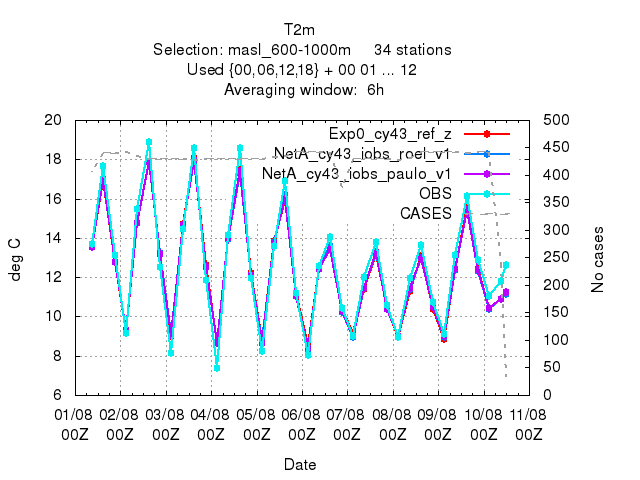 T2m
Selection: masl_600-1000m 34 stations
Used {00,06,12,18} + 00 01 ... 12
Averaging window: 6h
deg C
20
18
16
14
12
10
8
6
Exp0_cy43_ref_z
NetA_cy43_iobs_roel_v1
NetA_cy43_iobs_paulo_v1
OBS
CASES
500
450
400
350
300
250
200
150
100
50
0
No cases
01/08 02/08 03/08 04/08 05/08 06/08 07/08 08/08 09/08 10/08 11/08
00Z 00Z 00Z 00Z 00Z 00Z 00Z 00Z 00Z 00Z 00Z
Date